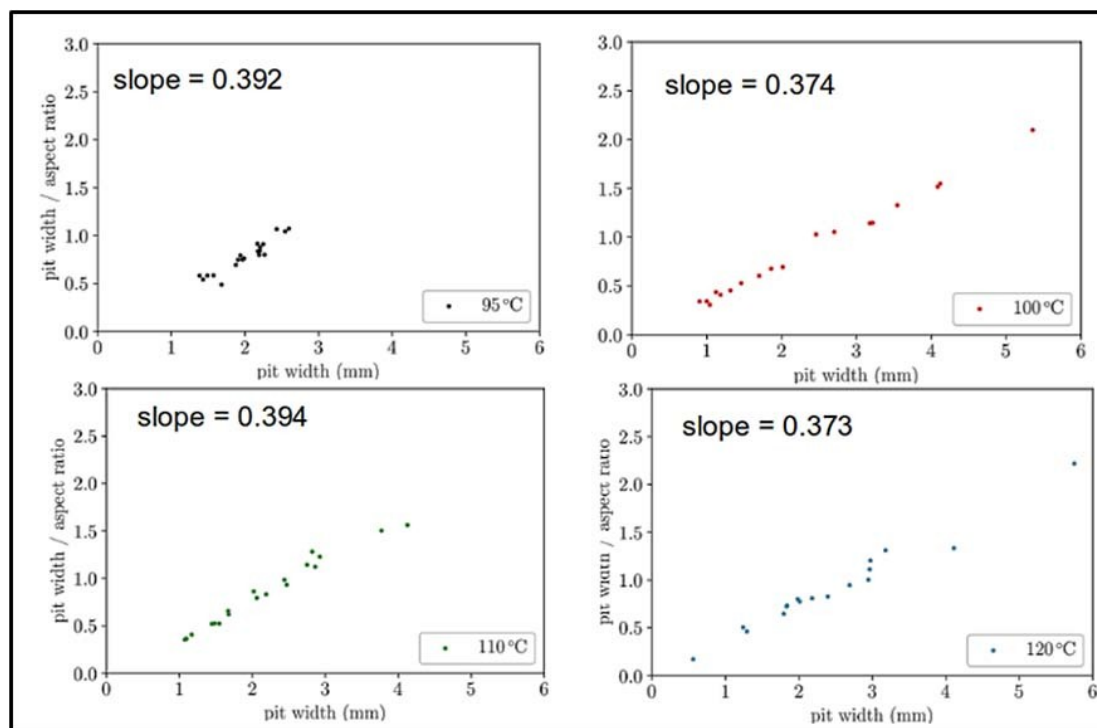 slope = 0.392
pit width / aspect ratio
3.0
2.5
2.0
1.5
1.0
0.5
0.0
95°C
0 1 2 3 4 5 6
pit width (mm)
slope = 0.374
pit width / aspect ratio
3.0
2.5
2.0
1.5
1.0
0.5
0.0
100°C
0 1 2 3 4 5 6
pit width (mm)
slope = 0.394
pit width / aspect ratio
3.0
2.5
2.0
1.5
1.0
0.5
0.0
110°C
0 1 2 3 4 5 6
pit width (mm)
slope = 0.373
pit width / aspect ratio
3.0
2.5
2.0
1.5
1.0
0.5
0.0
120°C
0 1 2 3 4 5 6
pit width (mm)